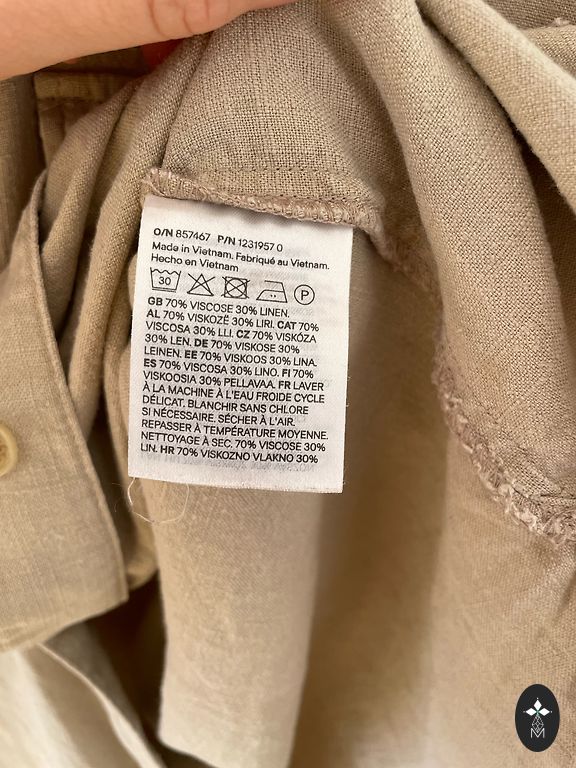 O/N 857467 P/N 1231957 0
Made in Vietnam. Fabriqué au Vietnam.
Hecho en Vietnam
30 P
GB 70% VISCOSE 30% LINEN.
AL 70% VISKOZË 30% LIRI. CAT 70%
VISCOSA 30% LLI. CZ 70% VISKÓZA
30% LEN. DE 70% VISKOSE 30%
LEINEN. EE 70% VISKOOS 30% LINA.
ES 70% VISCOSA 30% LINO. FI 70%
VISKOOSIA 30% PELLAVAA. FR LAVER
À LA MACHINE À L'EAU FROIDE CYCLE
DÉLICAT. BLANCHIR SANS CHLORE
SI NÉCESSAIRE. SÉCHER À L'AIR.
REPASSER À TEMPÉRATURE MOYENNE.
NETTOYAGE À SEC. 70% VISCOSE 30%
LIN. HR 70% VISKOZNO VLAKNO 30%
M